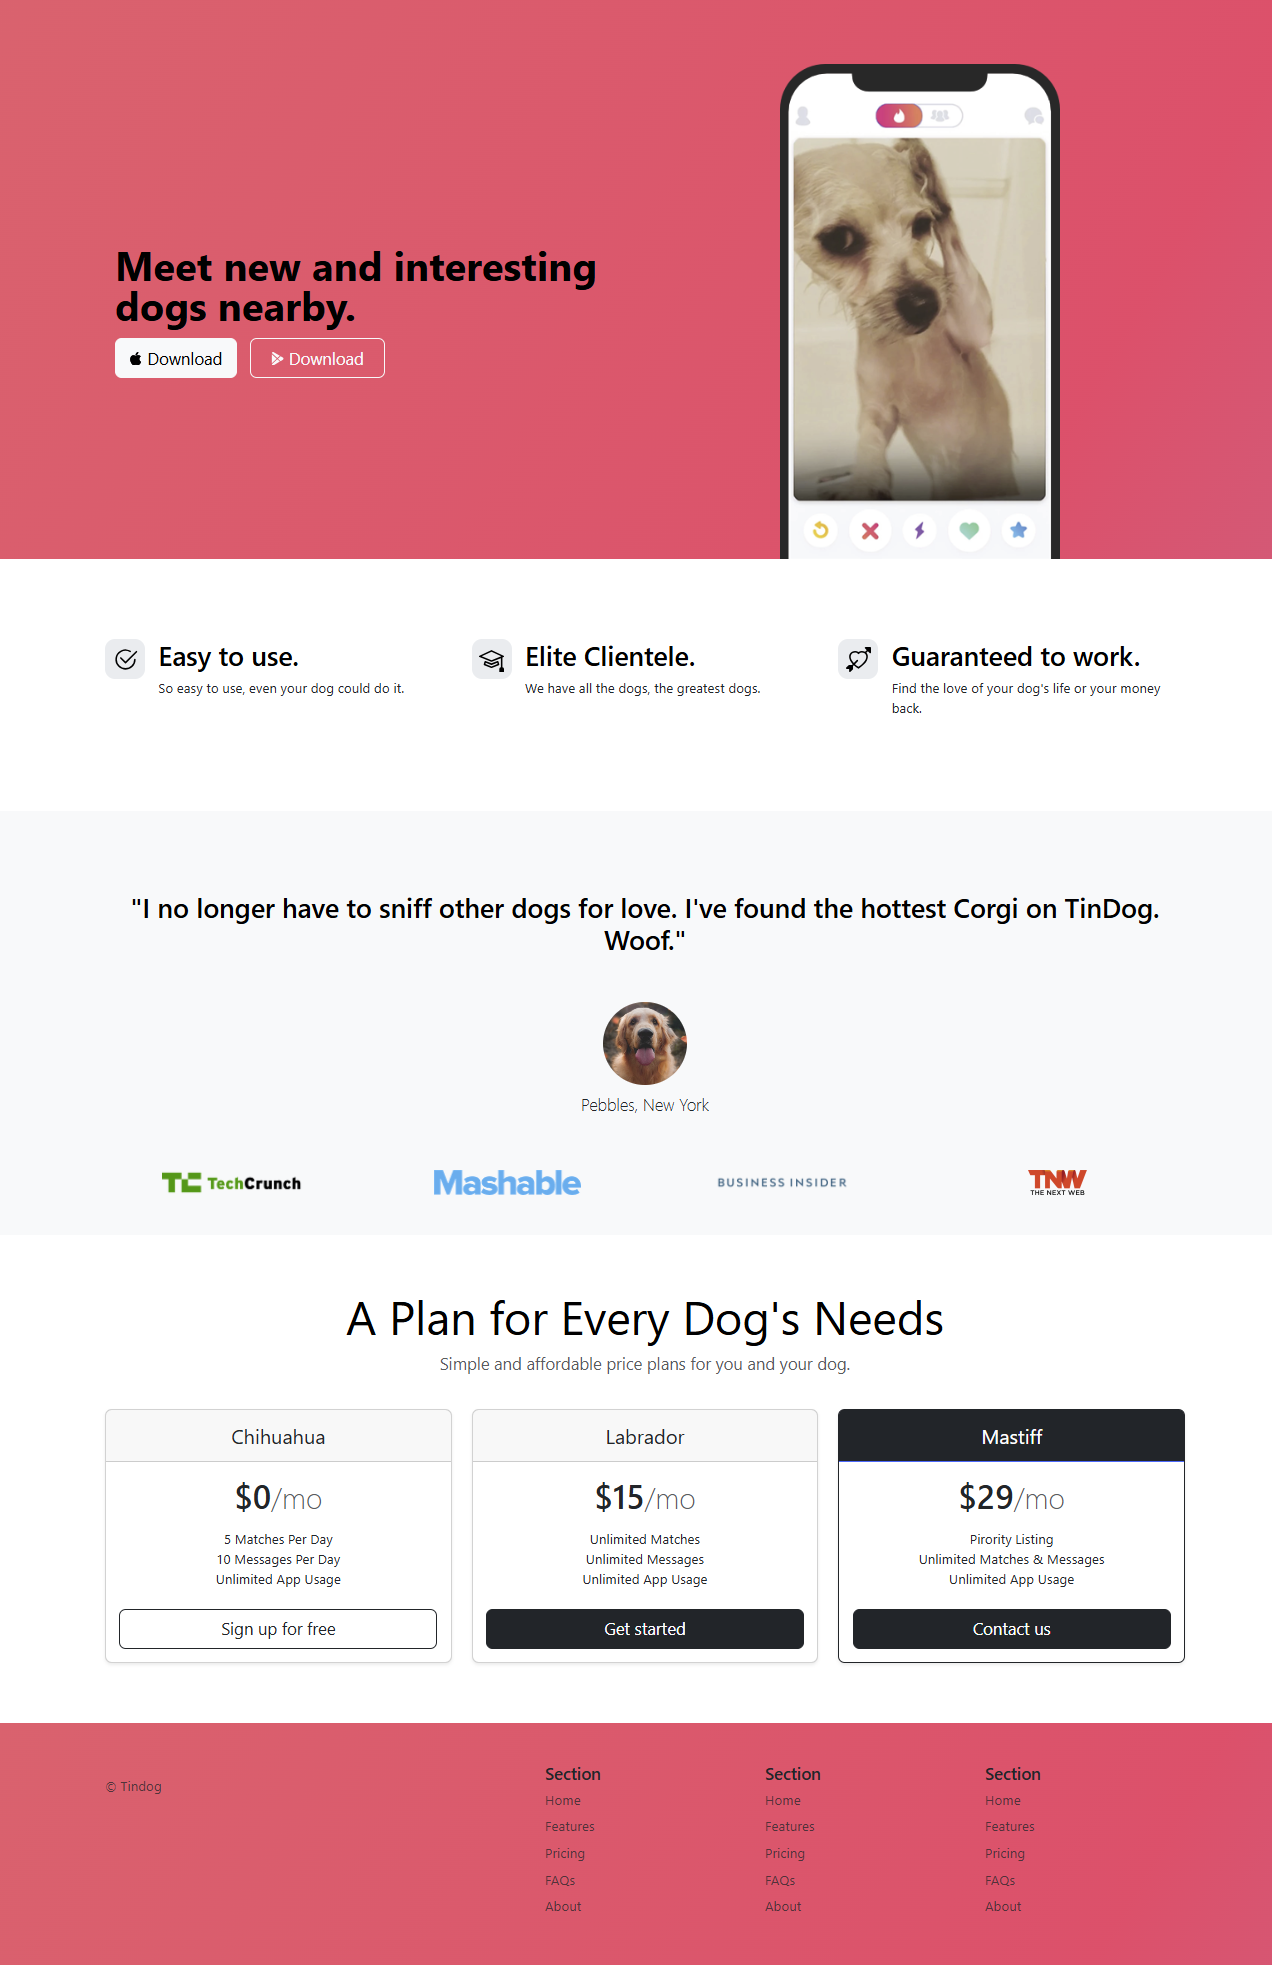 Meet new and interesting
dogs nearby.
Download
Download
Easy to use.
So easy to use, even your dog could do it.
Elite Clientele.
We have all the dogs, the greatest dogs.
Guaranteed to work.
Find the love of your dog's life or your money
back.
"I no longer have to sniff other dogs for love. I've found the hottest Corgi on TinDog.
Woof."
Pebbles, New York
TC TechCrunch
Mashable
BUSINESS INSIDER
TNW
THE NEXT WEB
A Plan for Every Dog's Needs
Simple and affordable price plans for you and your dog.
Chihuahua
$0/mo
5 Matches Per Day
10 Messages Per Day
Unlimited App Usage
Sign up for free
Labrador
$15/mo
Unlimited Matches
Unlimited Messages
Unlimited App Usage
Get started
Mastiff
$29/mo
Pirority Listing
Unlimited Matches & Messages
Unlimited App Usage
Contact us
© Tindog
Section
Home
Features
Pricing
FAQs
About
Section
Home
Features
Pricing
FAQs
About
Section
Home
Features
Pricing
FAQs
About